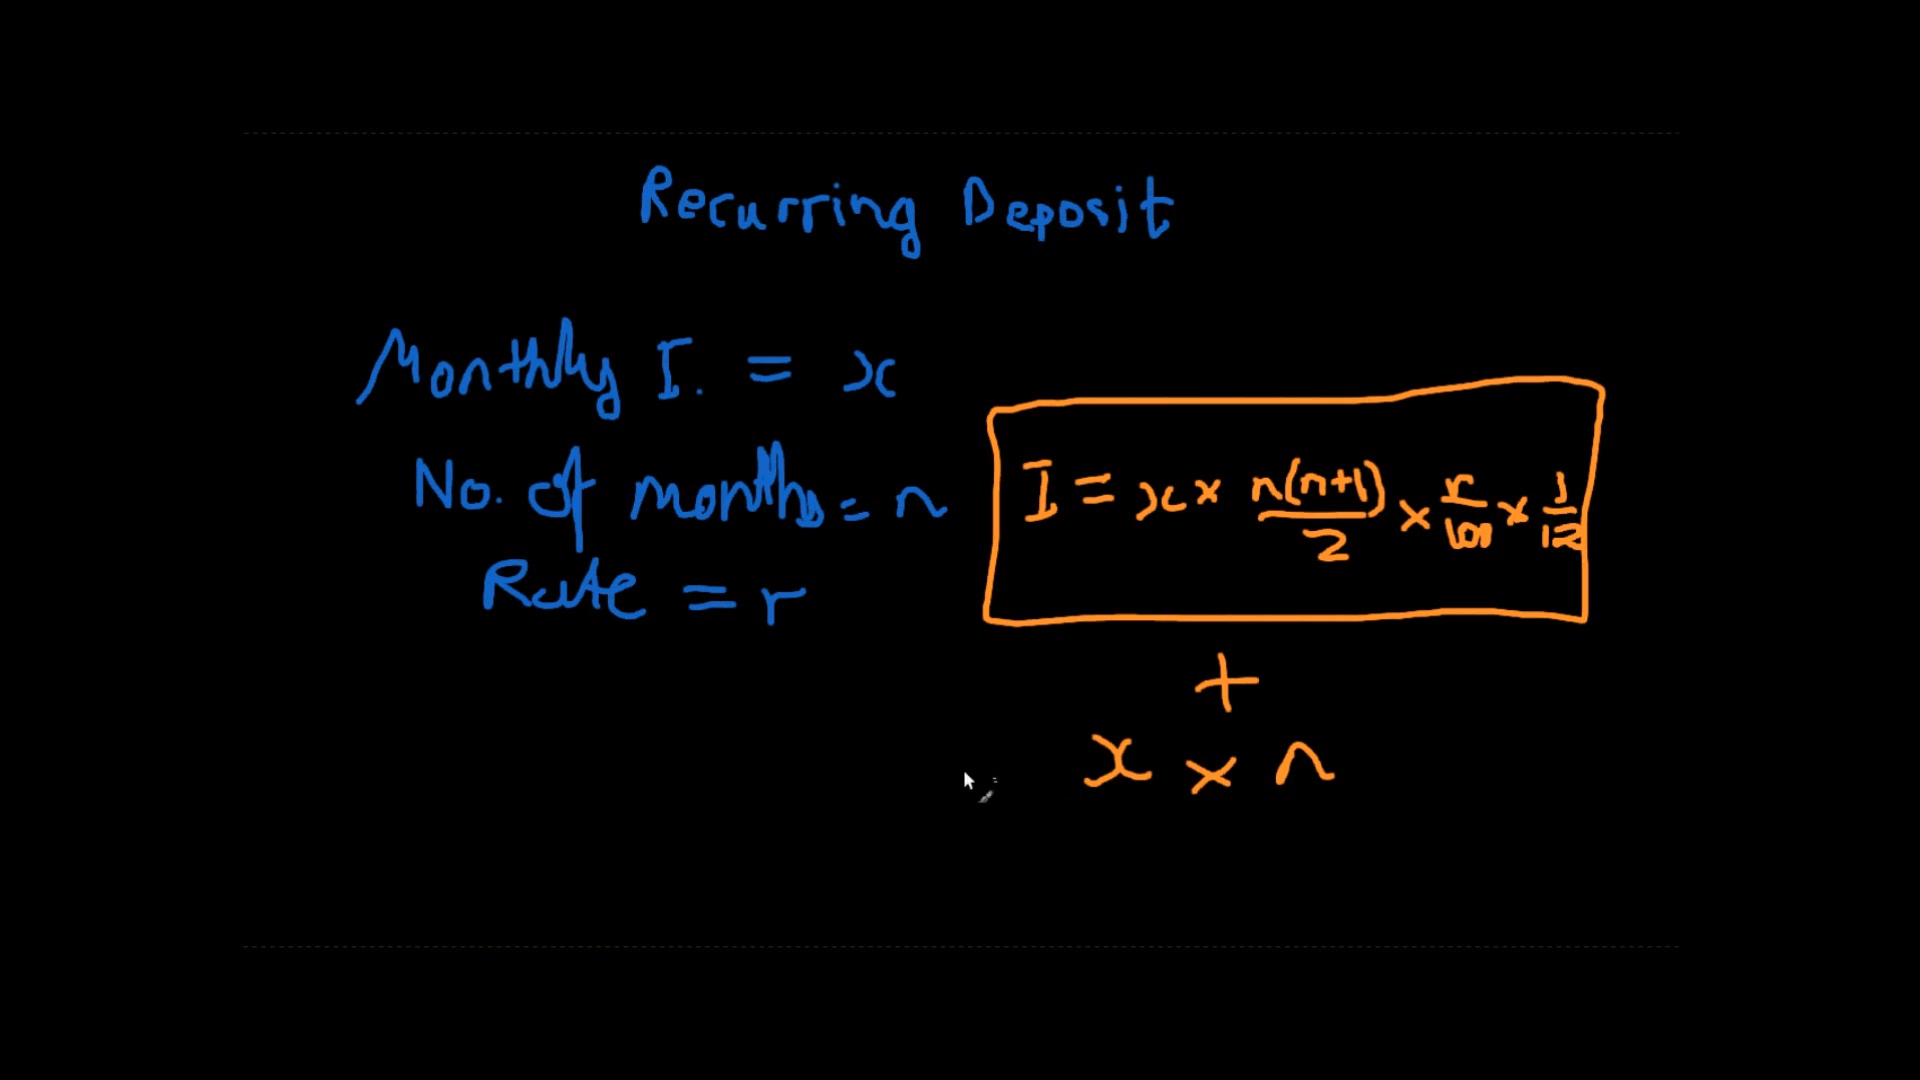 Recurring Deposit
Monthly I. = x
No. of months = n
Rate = r
I = x × n(n+1)/2 × r/100 × 1/12
+
x × n